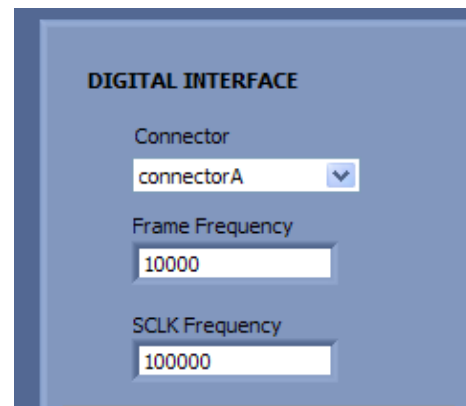 DIGITAL INTERFACE
Connector
connectorA
Frame Frequency
10000
SCLK Frequency
100000